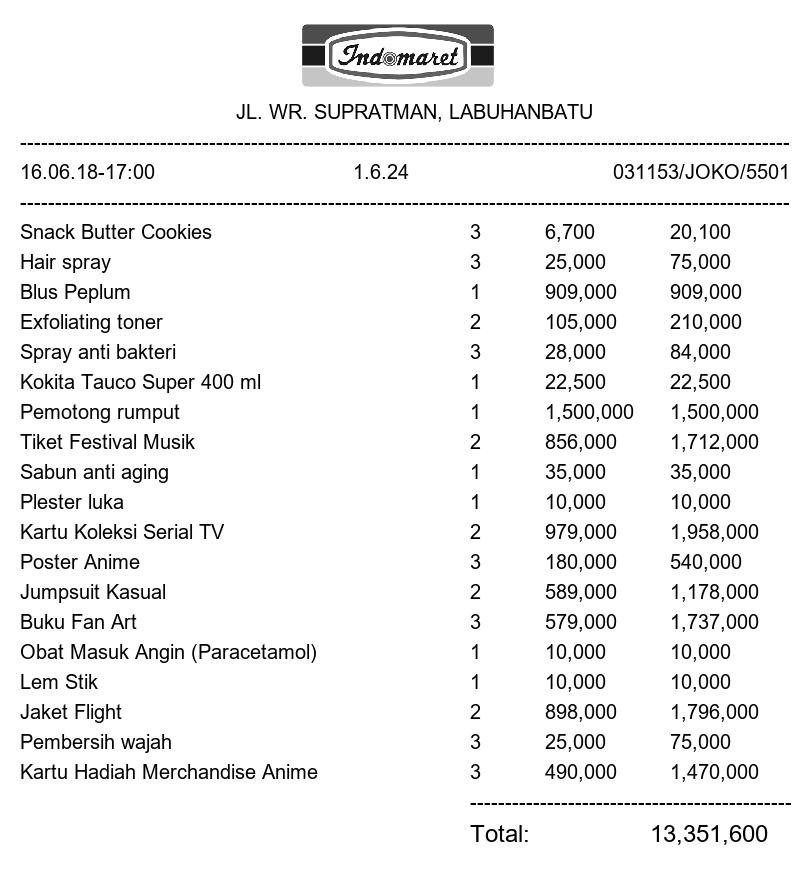 Indomaret
JL. WR. SUPRATMAN, LABUHANBATU
16.06.18-17:00 1.6.24 031153/JOKO/5501
Snack Butter Cookies 3 6,700 20,100
Hair spray 3 25,000 75,000
Blus Peplum 1 909,000 909,000
Exfoliating toner 2 105,000 210,000
Spray anti bakteri 3 28,000 84,000
Kokita Tauco Super 400 ml 1 22,500 22,500
Pemotong rumput 1 1,500,000 1,500,000
Tiket Festival Musik 2 856,000 1,712,000
Sabun anti aging 1 35,000 35,000
Plester luka 1 10,000 10,000
Kartu Koleksi Serial TV 2 979,000 1,958,000
Poster Anime 3 180,000 540,000
Jumpsuit Kasual 2 589,000 1,178,000
Buku Fan Art 3 579,000 1,737,000
Obat Masuk Angin (Paracetamol) 1 10,000 10,000
Lem Stik 1 10,000 10,000
Jaket Flight 2 898,000 1,796,000
Pembersih wajah 3 25,000 75,000
Kartu Hadiah Merchandise Anime 3 490,000 1,470,000
Total: 13,351,600